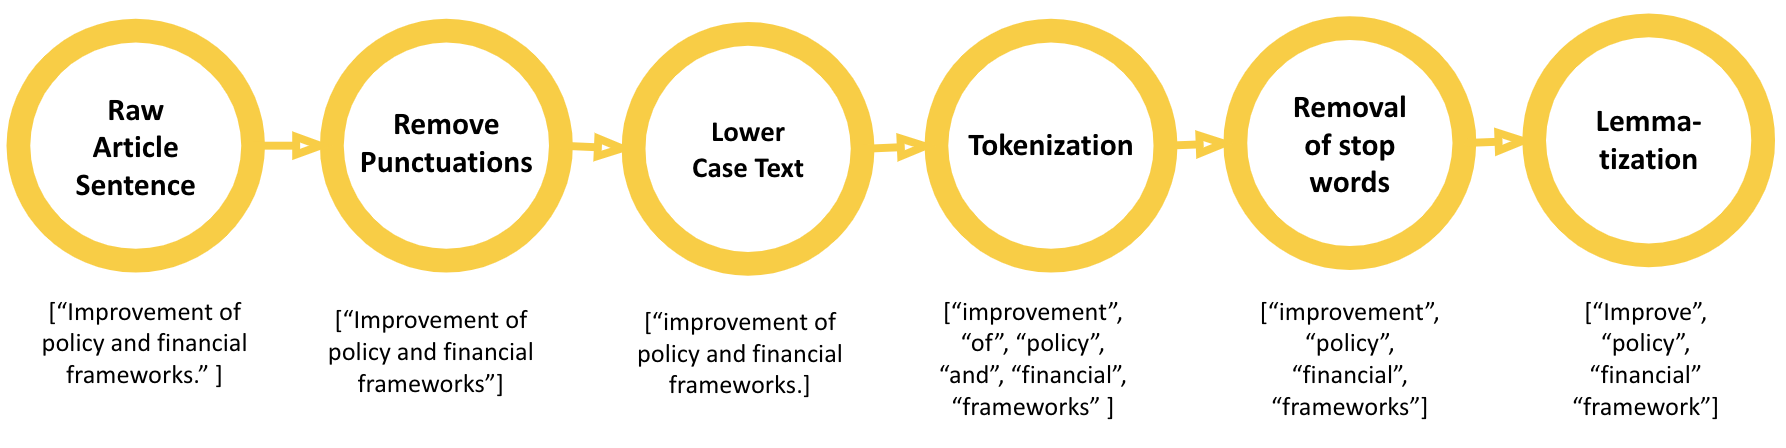 Raw
Article
Sentence
Remove
Punctuations
Lower
Case Text
Tokenization
Removal
of stop
words
Lemma-
tization
[“Improvement of
policy and financial
frameworks.” ]
[“Improvement of
policy and financial
frameworks”]
[“improvement of
policy and financial
frameworks.]
[“improvement”,
“of”, “policy”,
“and”, “financial”,
“frameworks” ]
[“improvement”,
“policy”,
“financial”,
“frameworks”]
[“Improve”,
“policy”,
“financial”
“framework”]